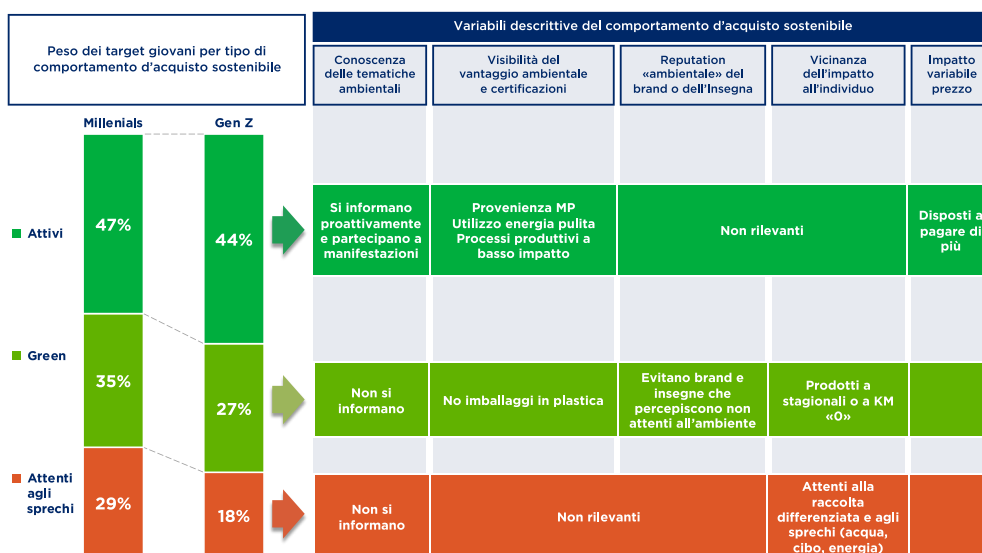 Peso dei target giovani per tipo di
comportamento d'acquisto sostenibile
Variabili descrittive del comportamento d'acquisto sostenibile
Conoscenza
delle tematiche
ambientali
Visibilità del
vantaggio ambientale
e certificazioni
Reputation
«ambientale» del
brand o dell'Insegna
Vicinanza
dell'impatto
all'individuo
Impatto
variabile
prezzo
Millenials
Gen Z
Attivi
47%
44%
Si informano
proattivamente
e partecipano a
manifestazioni
Provenienza MP
Utilizzo energia pulita
Processi produttivi a
basso impatto
Non rilevanti
Disposti a
pagare di
più
Green
35%
27%
Non si
informano
No imballaggi in plastica
Evitano brand e
insegne che
percepiscono non
attenti all'ambiente
Prodotti a
stagionali o a KM
«0»
Attenti
agli
sprechi
29%
18%
Non si
informano
Non rilevanti
Attenti alla
raccolta
differenziata e agli
sprechi (acqua,
cibo, energia)